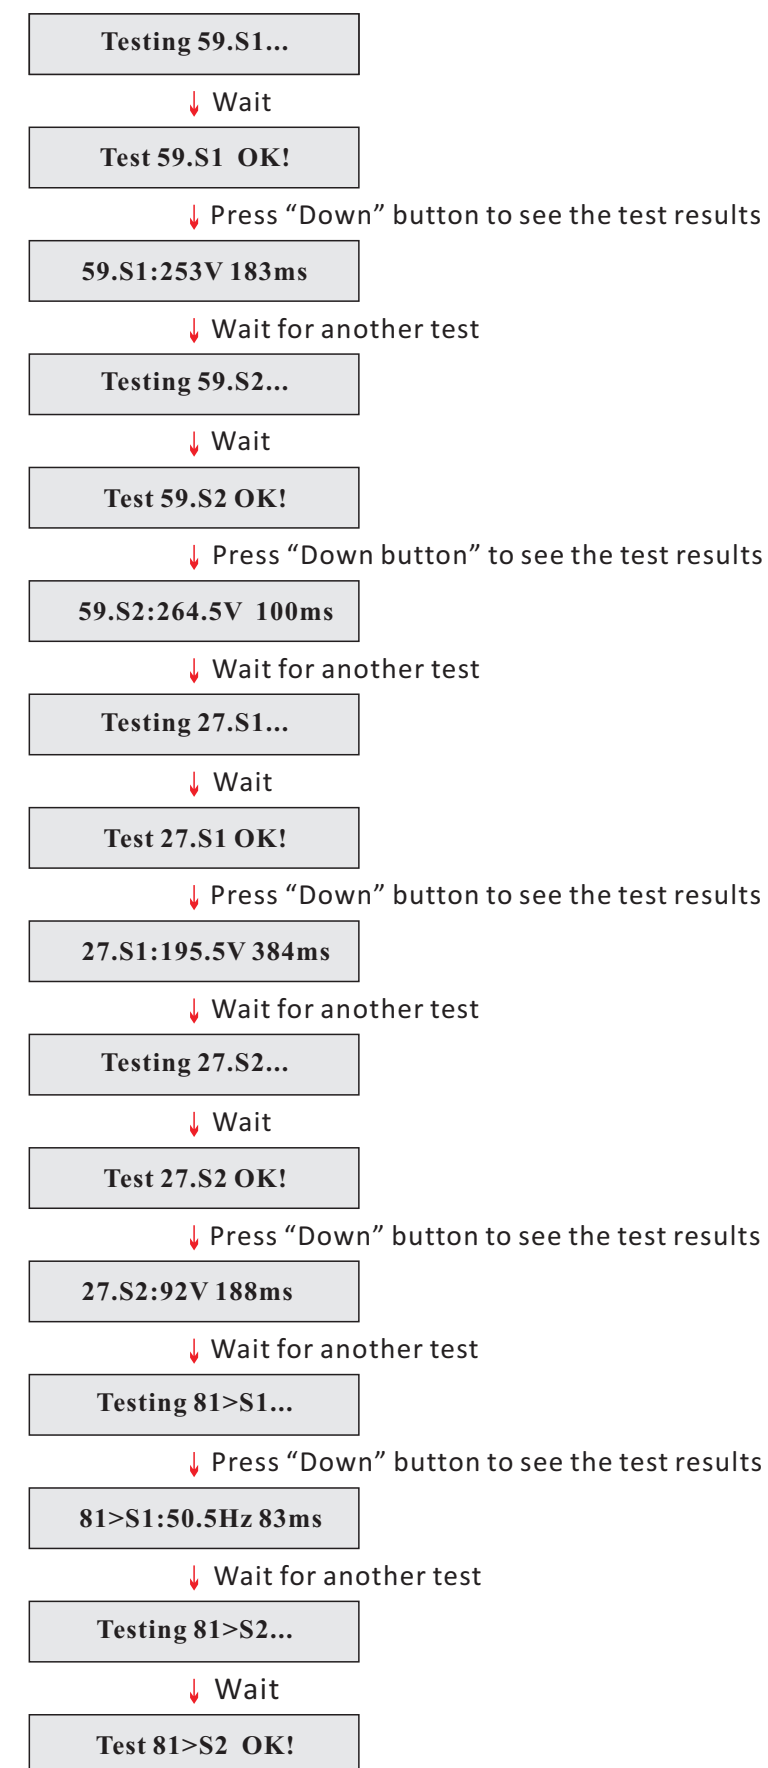 Testing 59.S1...
Wait
Test 59.S1 OK!
Press “Down” button to see the test results
59.S1:253V 183ms
Wait for another test
Testing 59.S2...
Wait
Test 59.S2 OK!
Press “Down button” to see the test results
59.S2:264.5V 100ms
Wait for another test
Testing 27.S1...
Wait
Test 27.S1 OK!
Press “Down” button to see the test results
27.S1:195.5V 384ms
Wait for another test
Testing 27.S2...
Wait
Test 27.S2 OK!
Press “Down” button to see the test results
27.S2:92V 188ms
Wait for another test
Testing 81>S1...
Press “Down” button to see the test results
81>S1:50.5Hz 83ms
Wait for another test
Testing 81>S2...
Wait
Test 81>S2 OK!